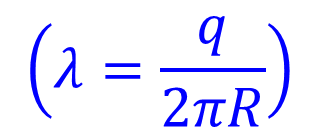 (λ = q / 2πR)